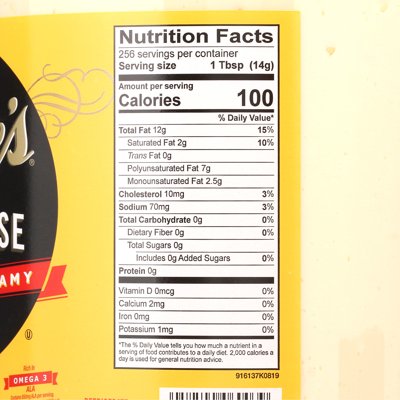 's®
SE
AMY
Nutrition Facts
256 servings per container
Serving size 1 Tbsp (14g)
Amount per serving
Calories 100
% Daily Value*
Total Fat 12g 15%
Saturated Fat 2g 10%
Trans Fat 0g
Polyunsaturated Fat 7g
Monounsaturated Fat 2.5g
Cholesterol 10mg 3%
Sodium 70mg 3%
Total Carbohydrate 0g 0%
Dietary Fiber 0g 0%
Total Sugars 0g
Includes 0g Added Sugars 0%
Protein 0g
Vitamin D 0mcg 0%
Calcium 2mg 0%
Iron 0mg 0%
Potassium 1mg 0%
*The % Daily Value tells you how much a nutrient in a
serving of food contributes to a daily diet. 2,000 calories a
day is used for general nutrition advice.
916137K0819
Rich in
OMEGA 3
ALA